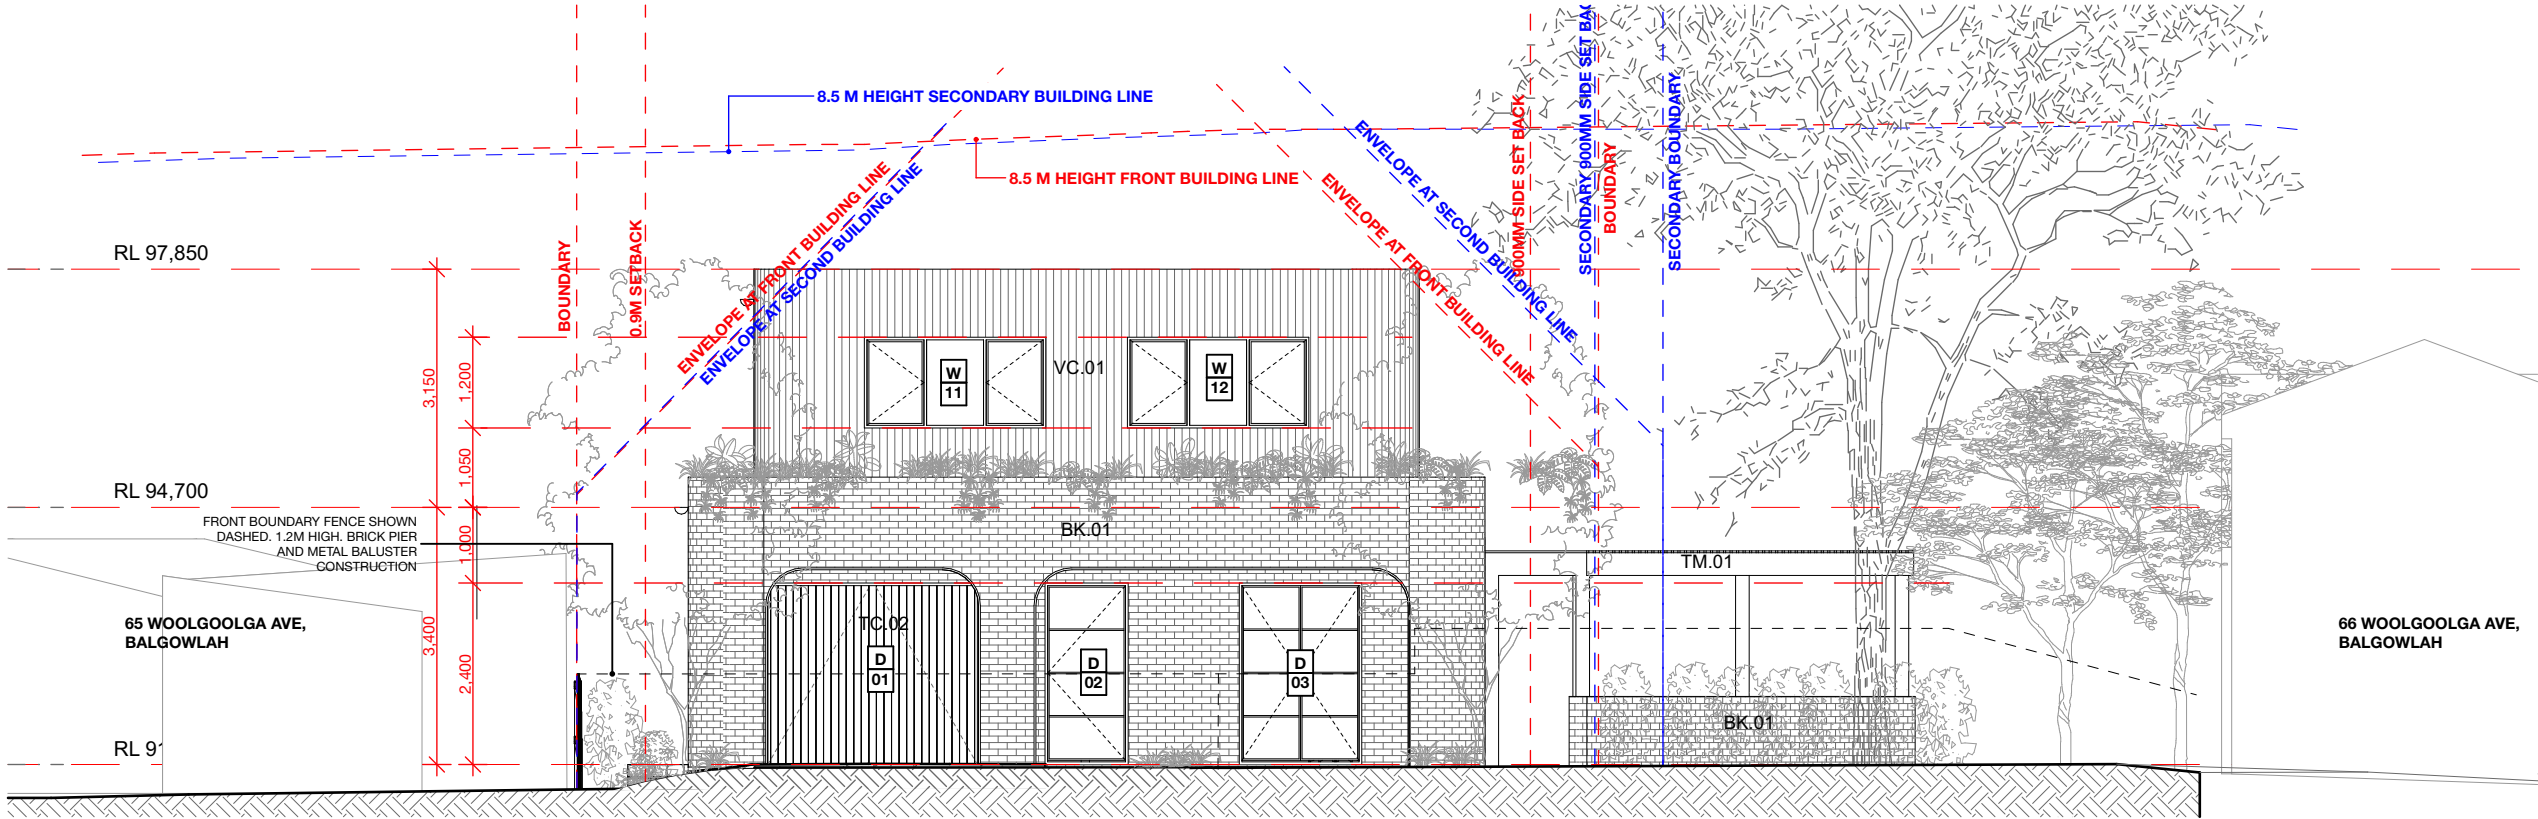 8.5 M HEIGHT SECONDARY BUILDING LINE
8.5 M HEIGHT FRONT BUILDING LINE
ENVELOPE AT FRONT BUILDING LINE
ENVELOPE AT SECOND BUILDING LINE
ENVELOPE AT SECOND BUILDING LINE
ENVELOPE AT FRONT BUILDING LINE
BOUNDARY
0.9M SETBACK
900MM SIDE SET BACK
SECONDARY 900MM SIDE SET BAC
BOUNDARY
SECONDARY BOUNDARY
RL 97,850
RL 94,700
RL 91
3,150
1,200
1,050
1,000
3,400
2,400
FRONT BOUNDARY FENCE SHOWN
DASHED. 1.2M HIGH. BRICK PIER
AND METAL BALUSTER
CONSTRUCTION
65 WOOLGOOLGA AVE,
BALGOWLAH
W
11
VC.01
W
12
BK.01
TC.02
D
01
D
02
D
03
TM.01
BK.01
66 WOOLGOOLGA AVE,
BALGOWLAH